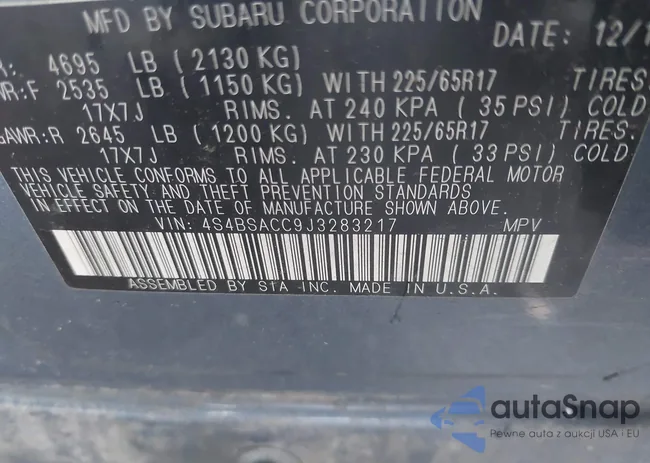 MFD BY SUBARU CORPORATION DATE: 12/1
R: 4695 LB ( 2130 KG)
WR:F 2535 LB ( 1150 KG) WITH 225/65R17 TIRES.
17X7J RIMS. AT 240 KPA ( 35 PSI) COLD
GAWR:R 2645 LB ( 1200 KG) WITH 225/65R17 TIRES.
17X7J RIMS. AT 230 KPA ( 33 PSI) COLD
THIS VEHICLE CONFORMS TO ALL APPLICABLE FEDERAL MOTOR
VEHICLE SAFETY AND THEFT PREVENTION STANDARDS
IN EFFECT ON THE DATE OF MANUFACTURE SHOWN ABOVE.
VIN: 4S4BSACC9J3283217 MPV
ASSEMBLED BY SIA INC. MADE IN U.S.A.
autoSnap
Pewne auta z aukcji USA i EU